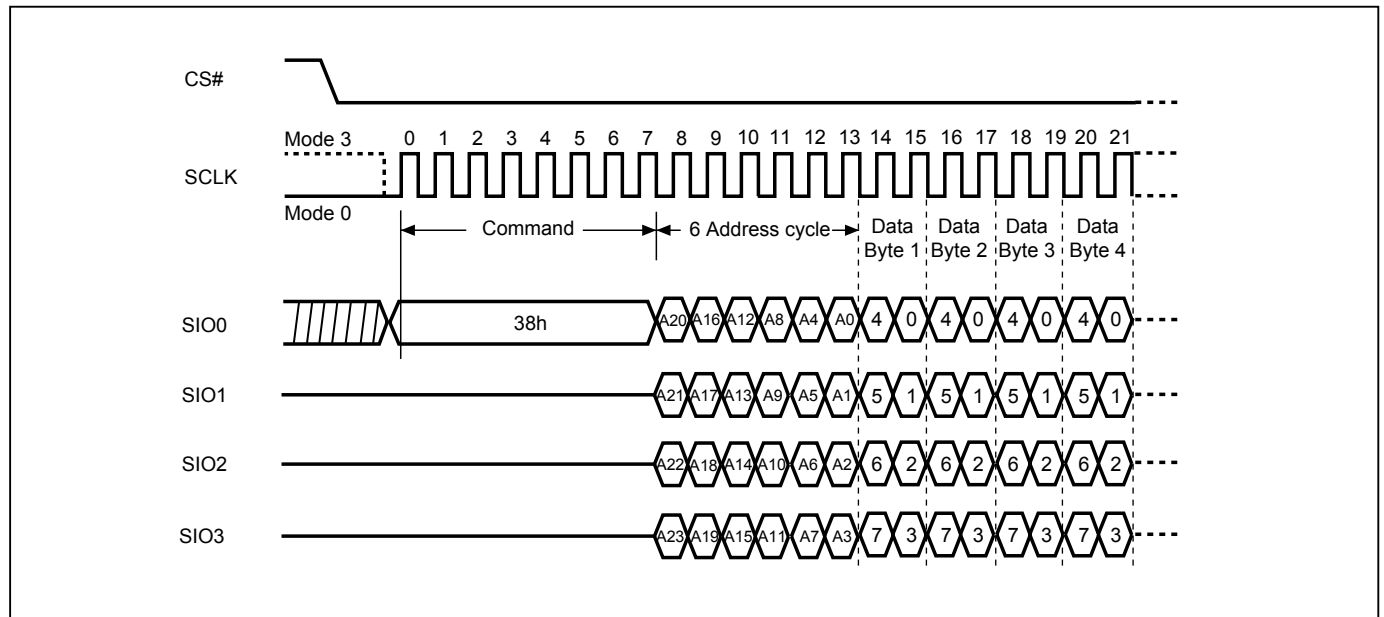 CS#
Mode 3
0 1 2 3 4 5 6 7 8 9 10 11 12 13 14 15 16 17 18 19 20 21
SCLK
Mode 0
Command
6 Address cycle
Data Byte 1
Data Byte 2
Data Byte 3
Data Byte 4
SIO0
38h
A20 A16 A12 A8 A4 A0 4 0 4 0 4 0 4 0
SIO1
A21 A17 A13 A9 A5 A1 5 1 5 1 5 1 5 1
SIO2
A22 A18 A14 A10 A6 A2 6 2 6 2 6 2 6 2
SIO3
A23 A19 A15 A11 A7 A3 7 3 7 3 7 3 7 3